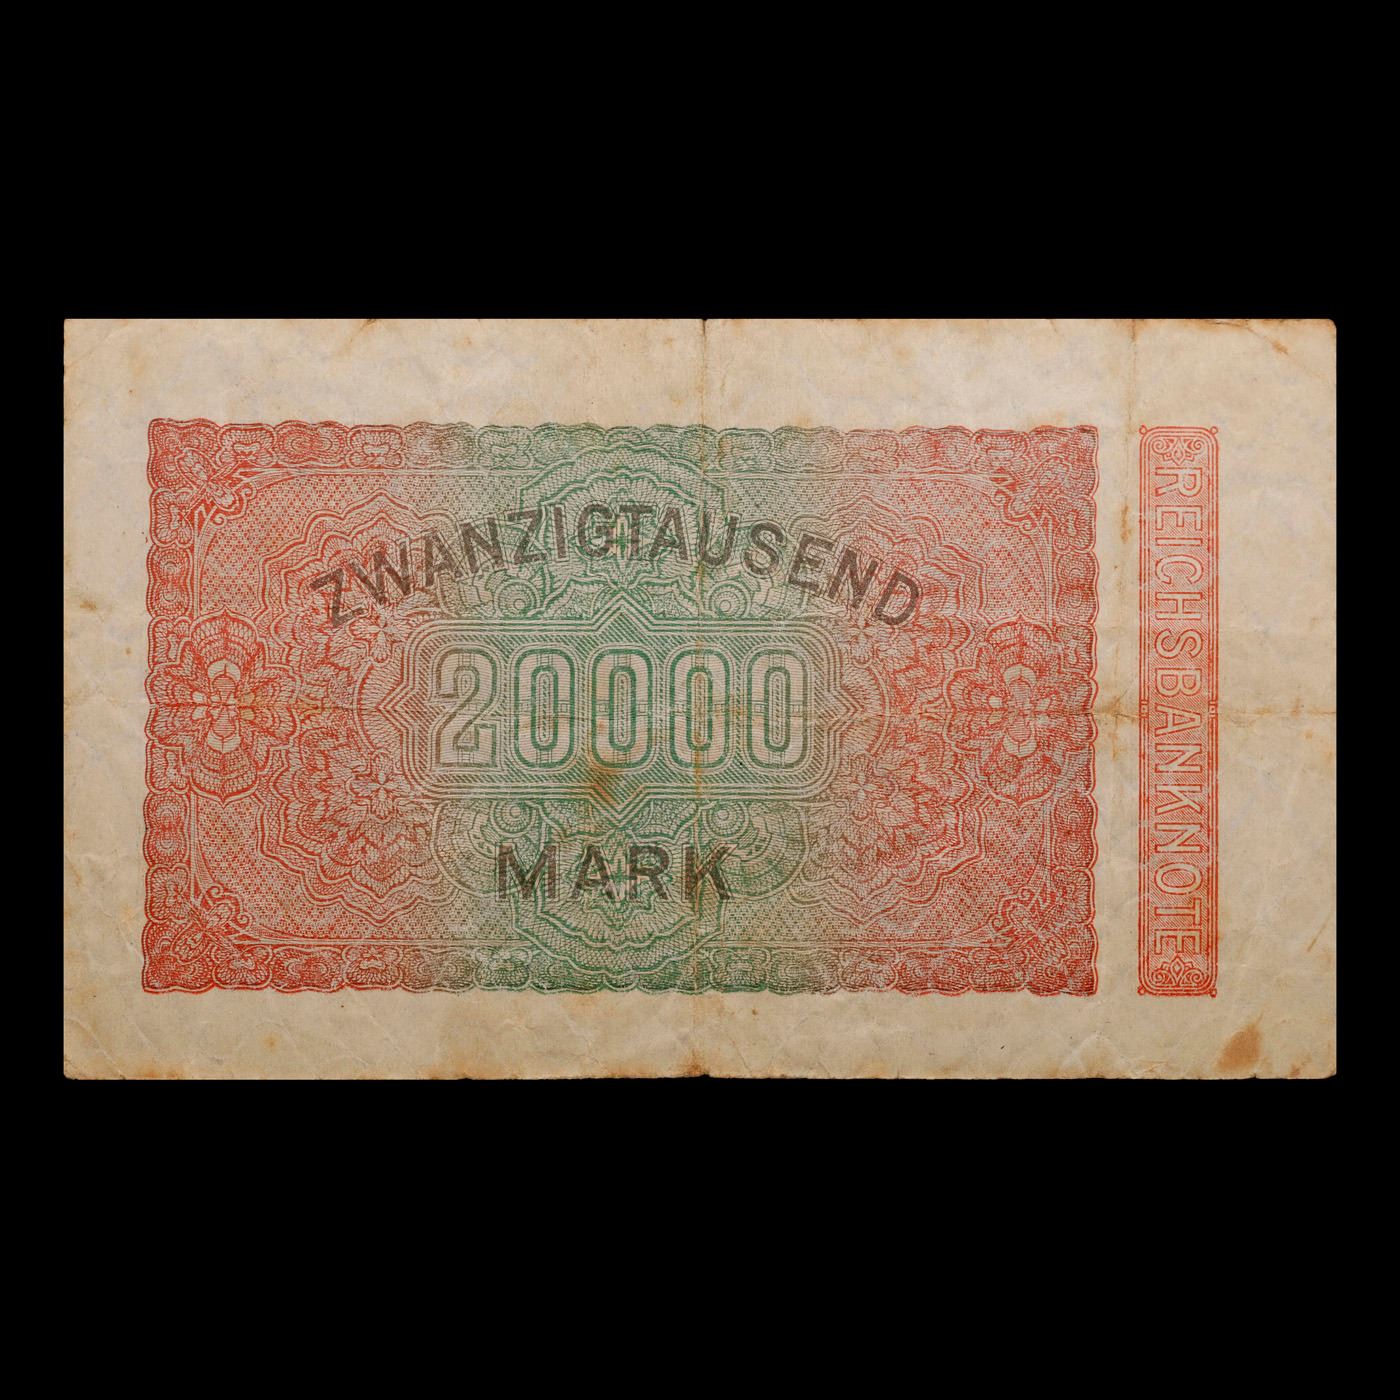 ZWANZIGTAUSEND
20000
MARK
REICHSBANKNOTE